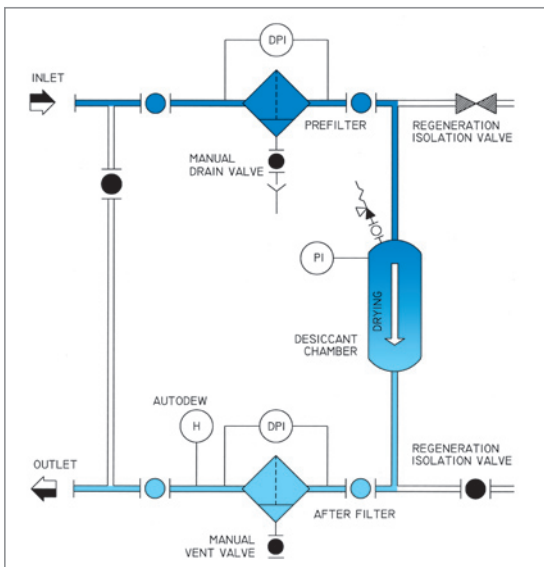 DPI
INLET
PREFILTER
REGENERATION
ISOLATION VALVE
MANUAL
DRAIN VALVE
PI
DRYING
DESICCANT
CHAMBER
AUTODEW
H
DPI
REGENERATION
ISOLATION VALVE
OUTLET
AFTER FILTER
MANUAL
VENT VALVE